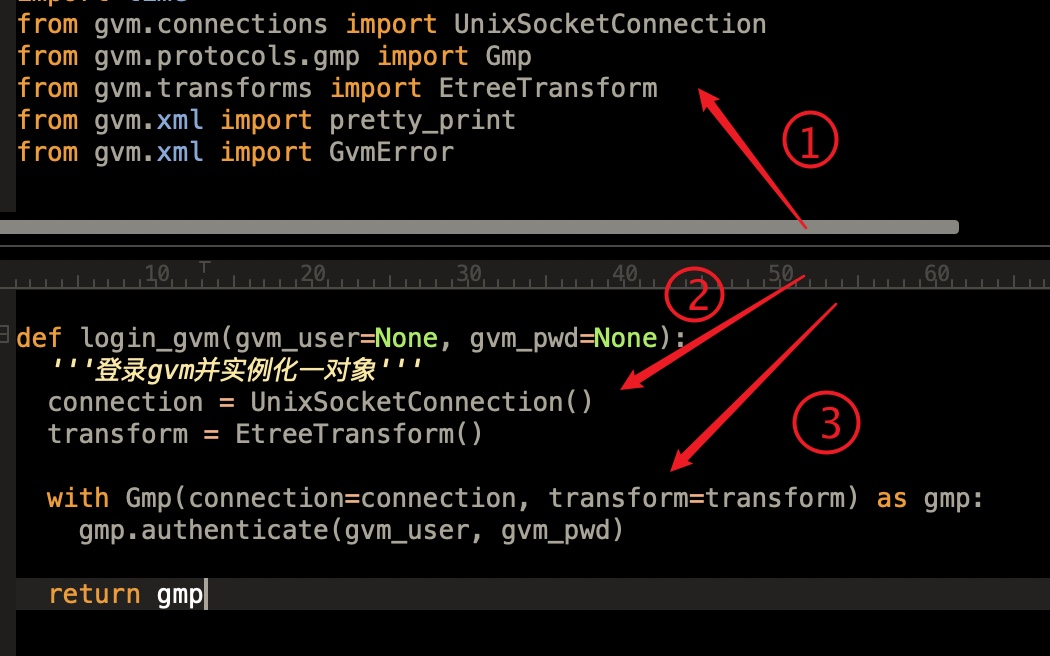 import time
from gvm.connections import UnixSocketConnection
from gvm.protocols.gmp import Gmp
from gvm.transforms import EtreeTransform
from gvm.xml import pretty_print
from gvm.xml import GvmError
①
10 20 30 40 50 60
②
def login_gvm(gvm_user=None, gvm_pwd=None):
'''登录gvm并实例化一对象'''
connection = UnixSocketConnection()
transform = EtreeTransform()
③
with Gmp(connection=connection, transform=transform) as gmp:
gmp.authenticate(gvm_user, gvm_pwd)
return gmp